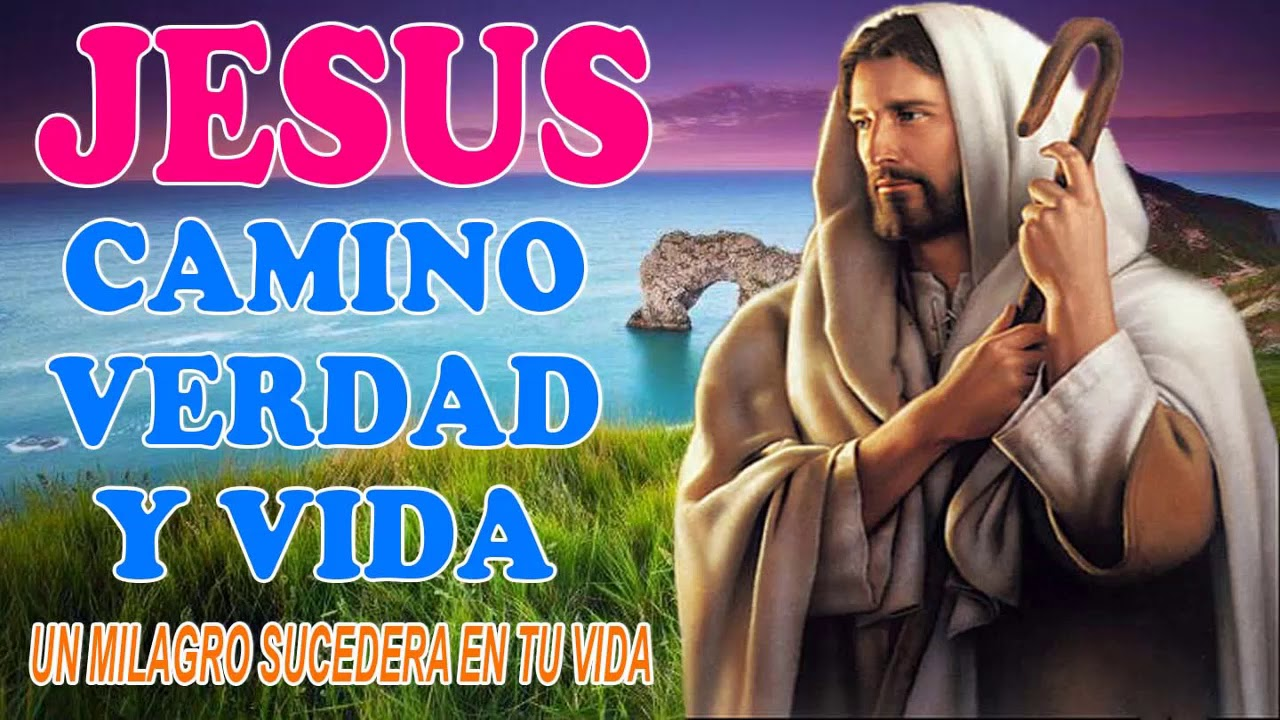 JESUS
CAMINO
VERDAD
Y VIDA
UN MILAGRO SUCEDERA EN TU VIDA